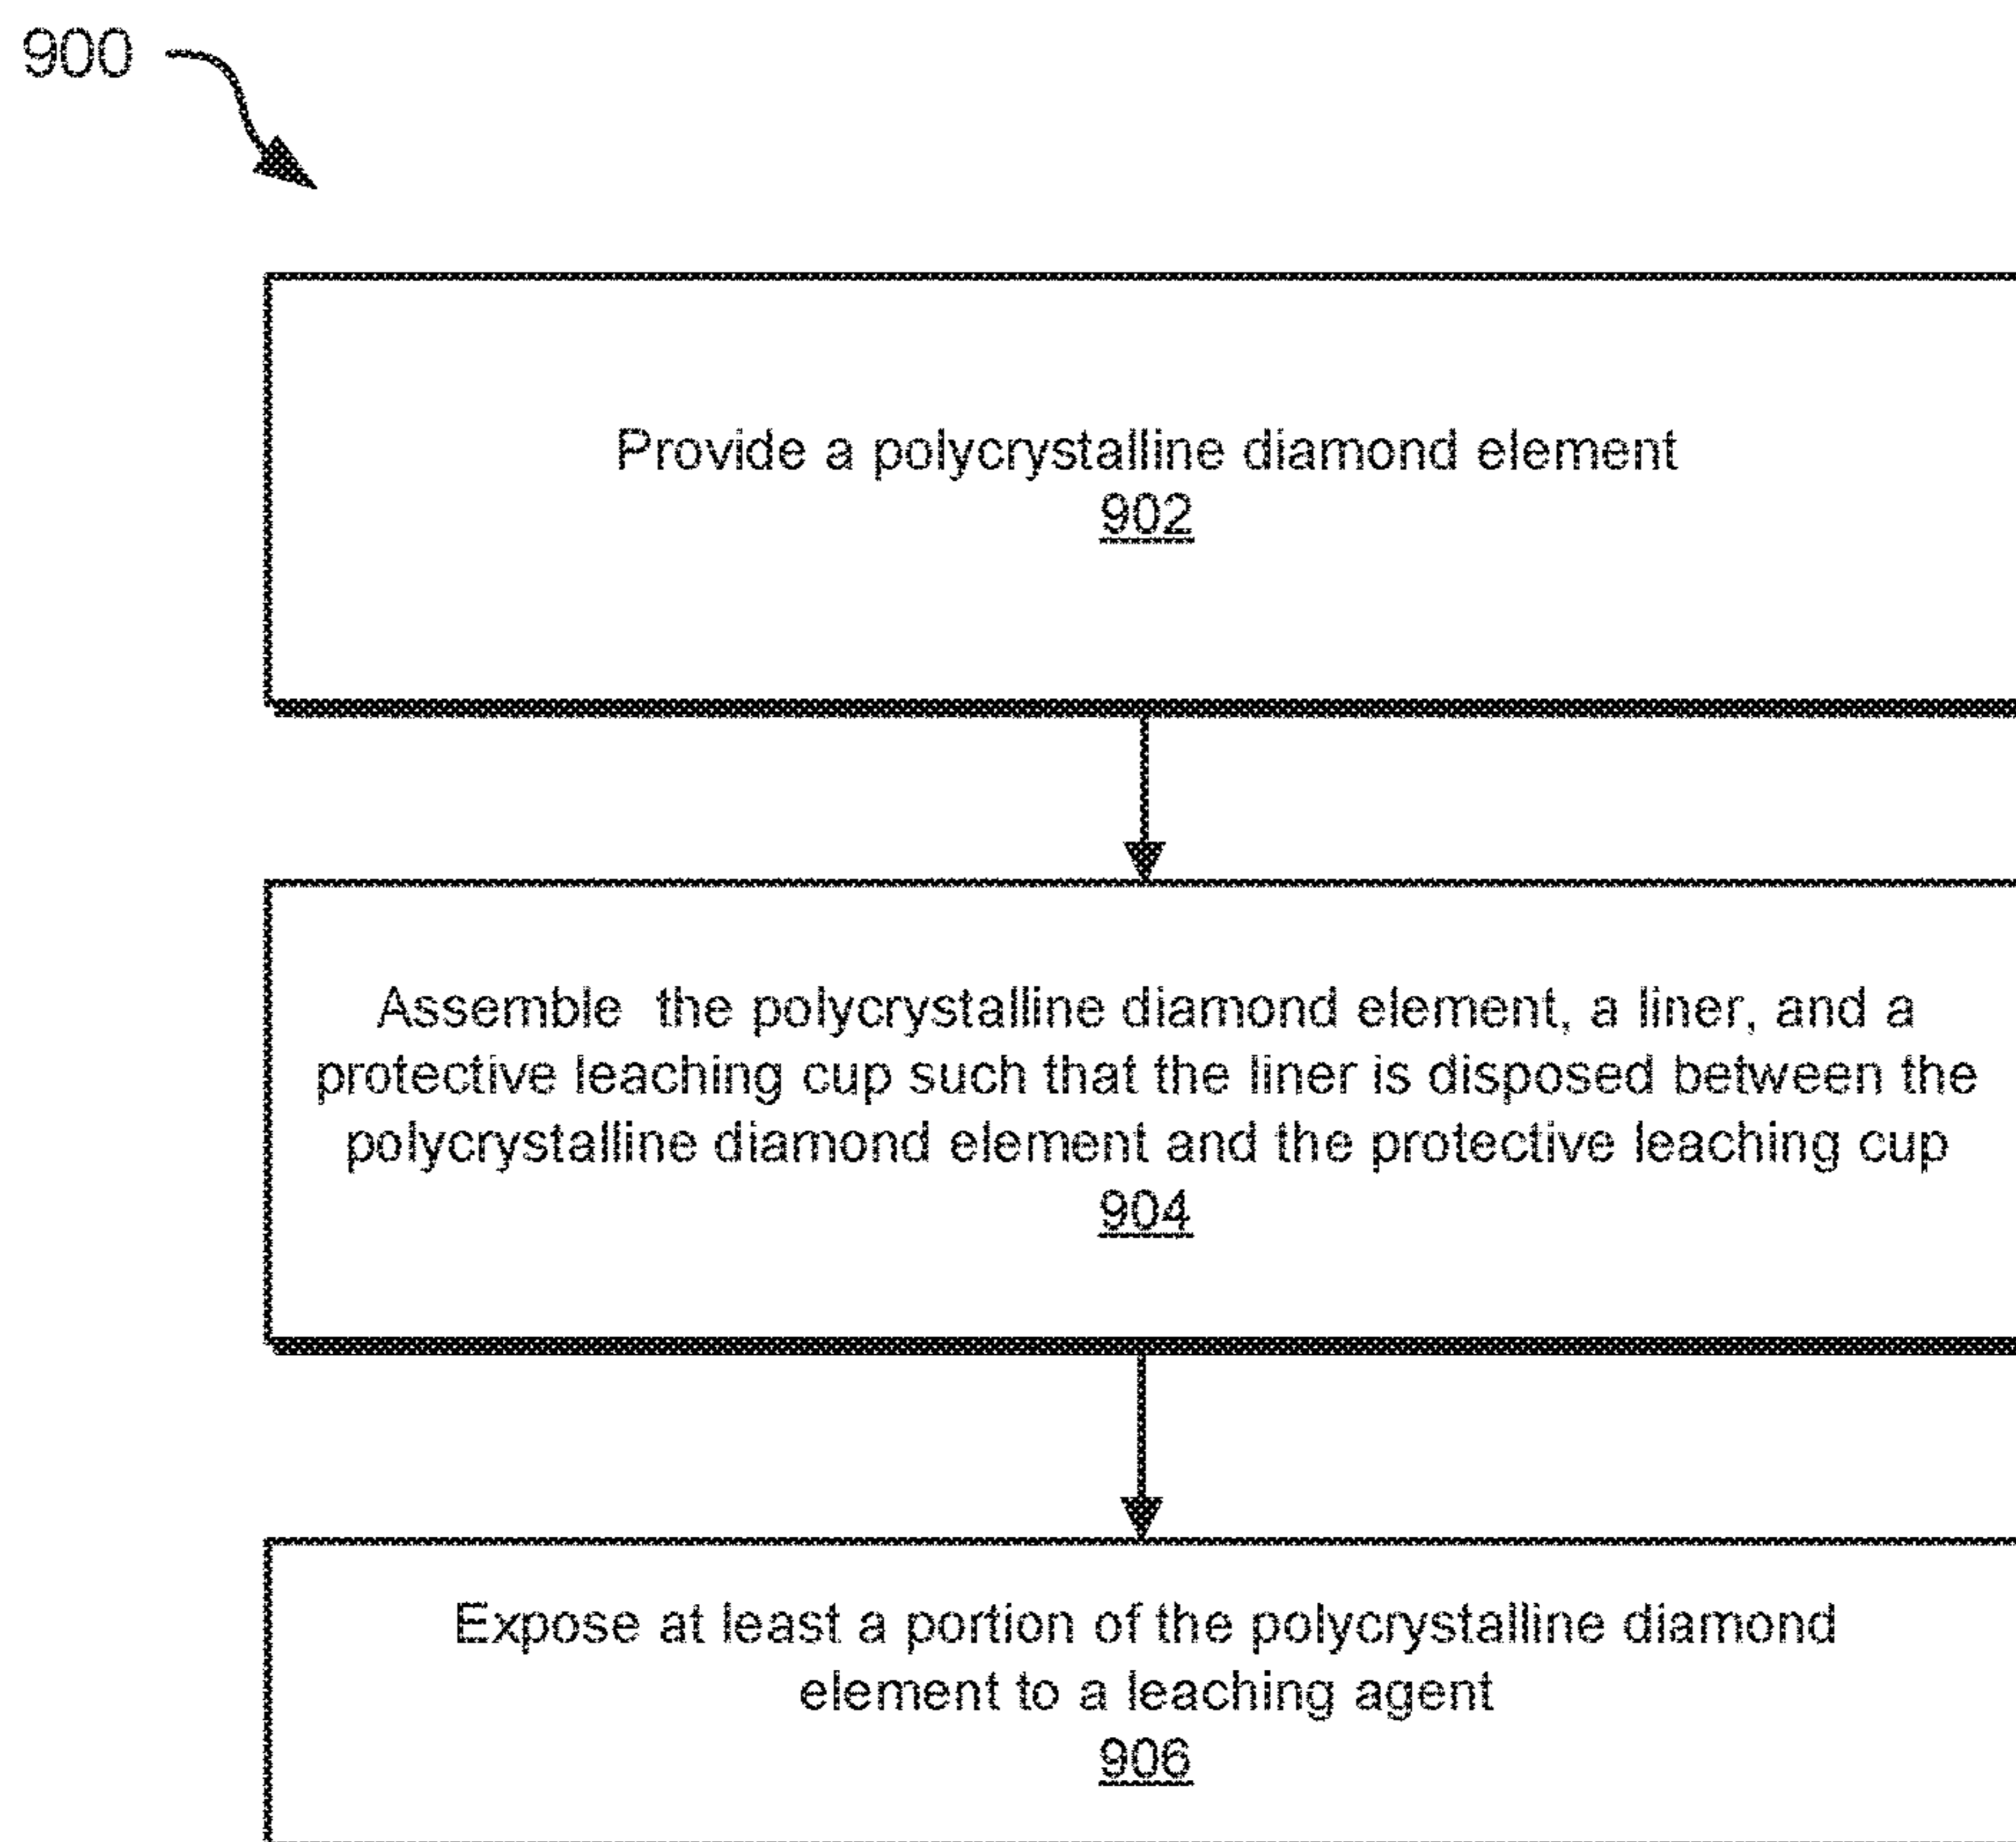 900
Provide a polycrystalline diamond element
902
Assemble the polycrystalline diamond element, a liner, and a
protective leaching cup such that the liner is disposed between the
polycrystalline diamond element and the protective leaching cup
904
Expose at least a portion of the polycrystalline diamond
element to a leaching agent
906